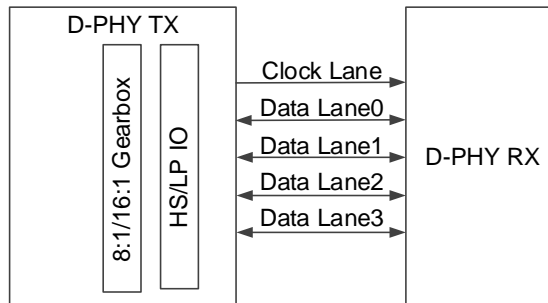 D-PHY TX
8:1/16:1 Gearbox
HS/LP IO
Clock Lane
Data Lane0
Data Lane1
Data Lane2
Data Lane3
D-PHY RX